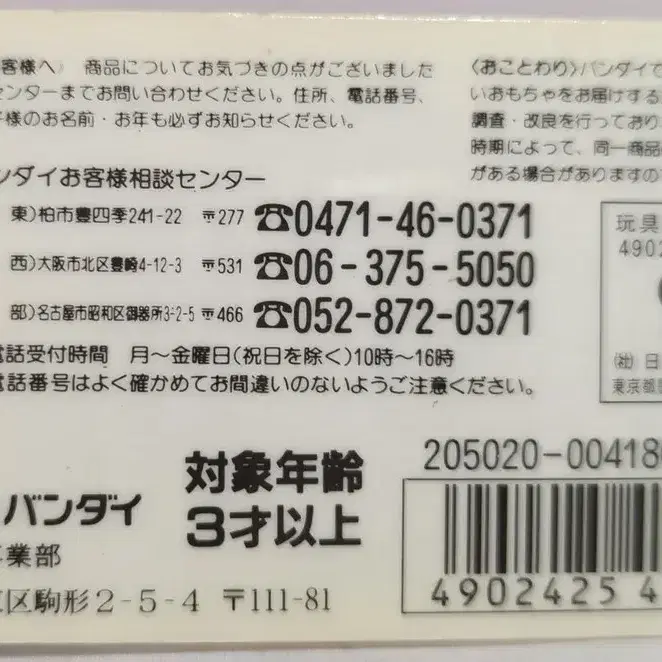 客様へ〉 商品についてお気づきの点がございました
センターまでお問い合わせください。住所、電話番号、
子様のお名前・お年も必ずお知らせください。
〈おことわり〉バンダイで
いおもちゃをお届けする
調査・改良を行っており
時期によって、同一商品
がある場合がありますの
ンダイお客様相談センター
東)柏市豊四季241-22 〒277 ☎0471-46-0371
西)大阪市北区豊崎4-12-3 〒531 ☎06-375-5050
部)名古屋市昭和区御器所3-2-5 〒466 ☎052-872-0371
電話受付時間 月〜金曜日(祝日を除く)10時〜16時
電話番号はよく確かめてお間違いのないようご注意ください。
玩具
4902
(社) 日
東京都
対象年齢
3才以上
バンダイ
業部
区駒形2-5-4 〒111-81
205020-00418
4902425 4